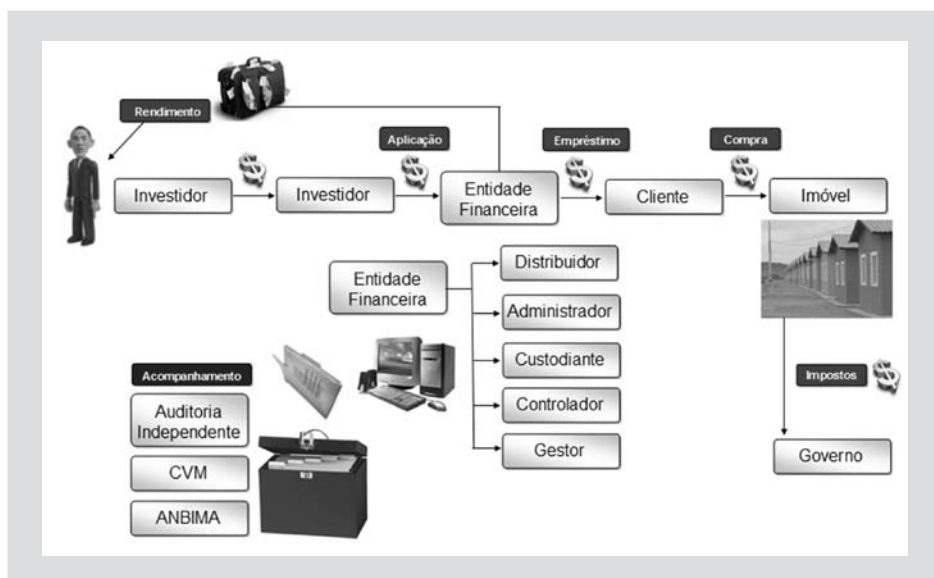 Rendimento
Aplicação
Empréstimo
Compra
Investidor
Investidor
Entidade
Financeira
Cliente
Imóvel
Entidade
Financeira
Distribuidor
Administrador
Custodiante
Controlador
Gestor
Acompanhamento
Auditoria
Independente
CVM
ANBIMA
Impostos
Governo